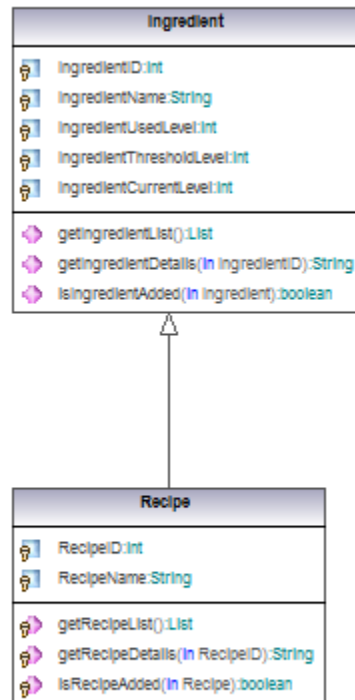 Ingredient
IngredientID:Int
IngredientName:String
IngredientUsedLevel:Int
IngredientThresholdLevel:Int
IngredientCurrentLevel:Int
getIngredientList():List
getIngredientDetails(In IngredientID):String
IsIngredientAdded(In Ingredient):boolean
Recipe
RecipeID:Int
RecipeName:String
getRecipeList():List
getRecipeDetails(In RecipeID):String
IsRecipeAdded(In Recipe):boolean